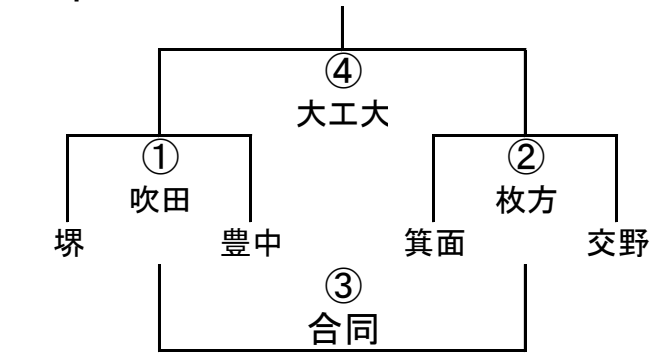 ④
大工大
① ②
吹田 枚方
堺 豊中 箕面 交野
③
合同